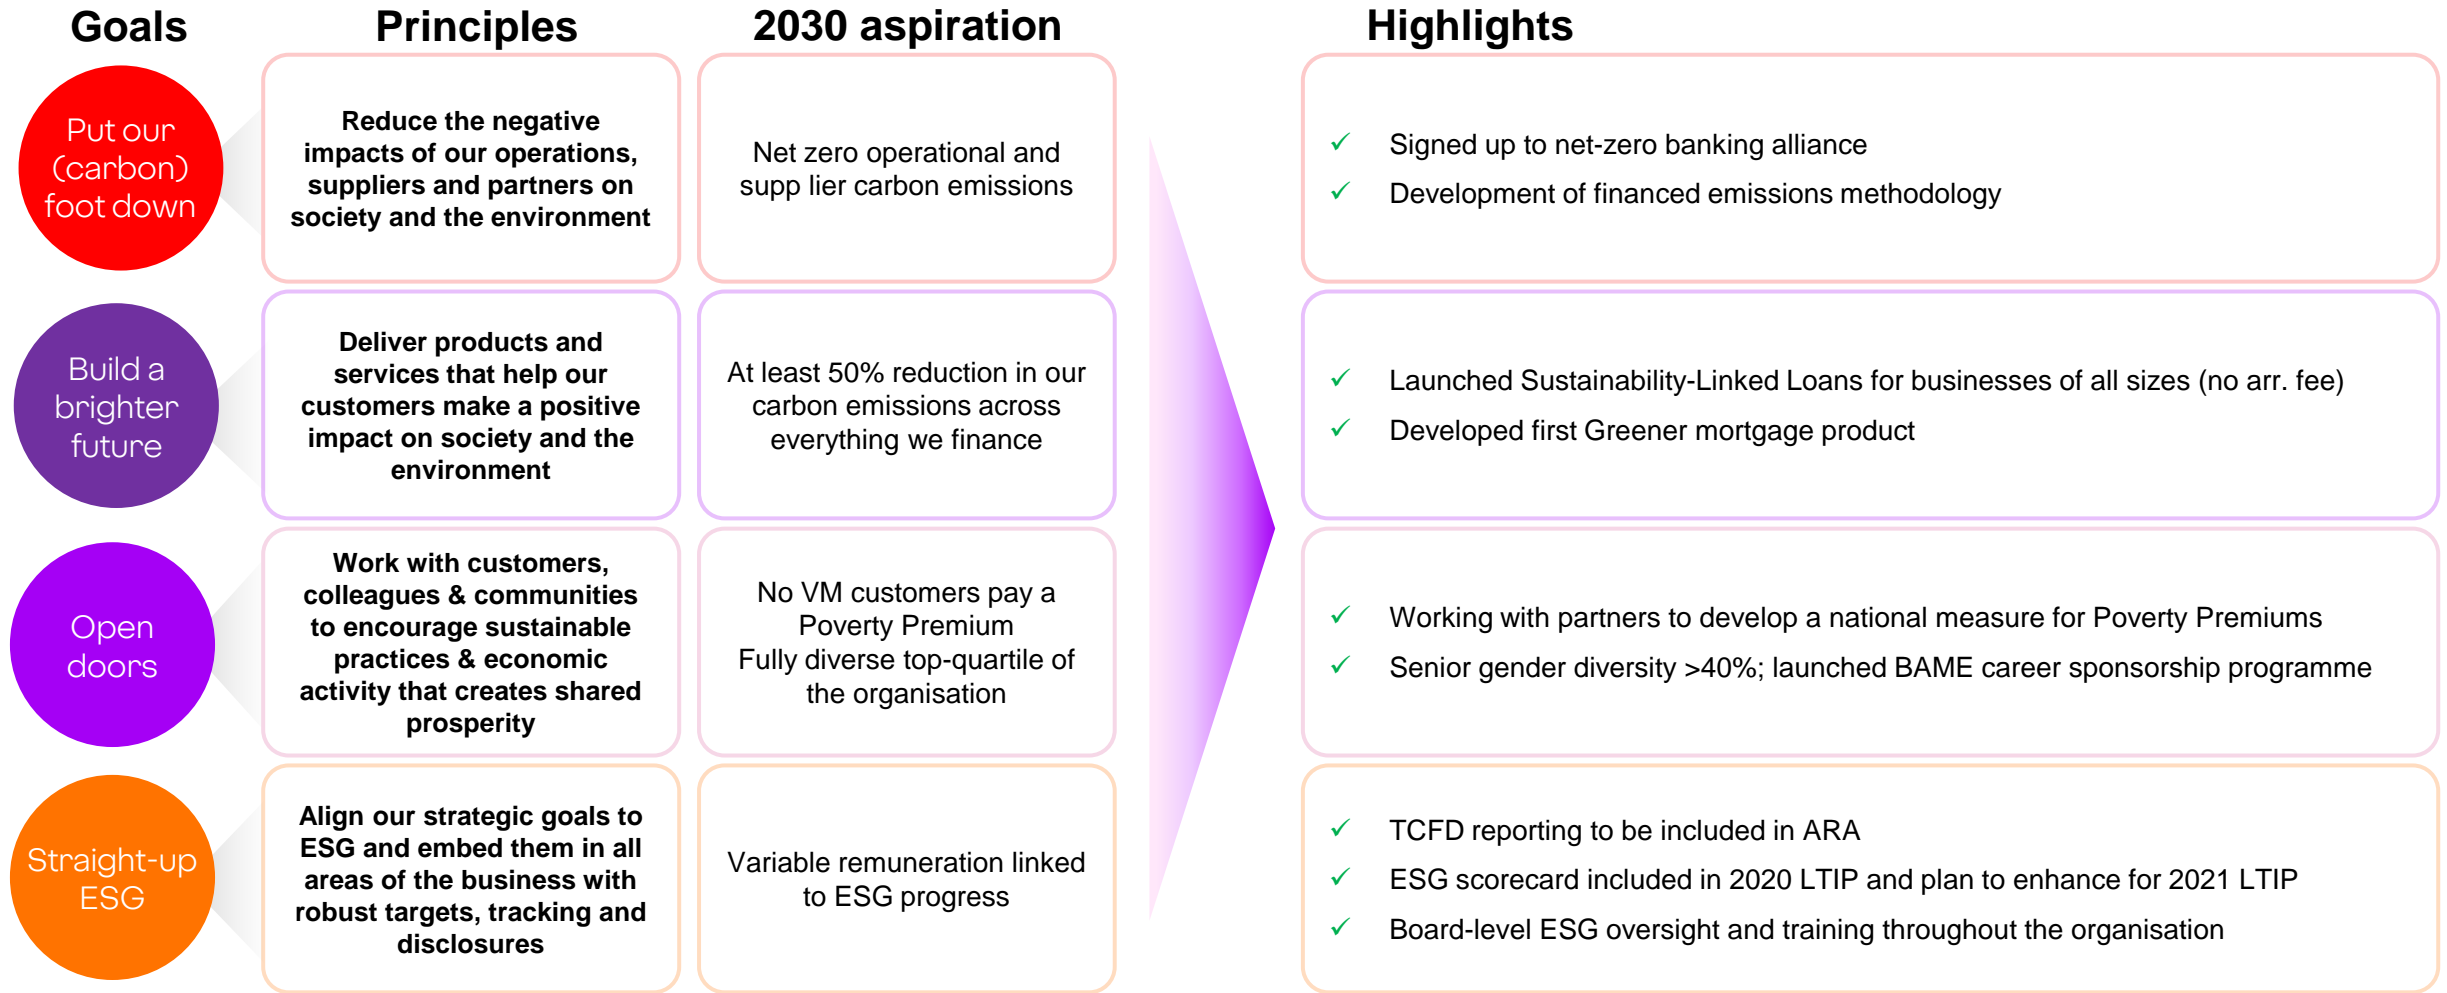 Goals
Principles
2030 aspiration
Highlights
Put our
(carbon)
foot down
Reduce the negative
impacts of our operations,
suppliers and partners on
society and the environment
Net zero operational and
supp lier carbon emissions
✓ Signed up to net-zero banking alliance
✓ Development of financed emissions methodology
Build a
brighter
future
Deliver products and
services that help our
customers make a positive
impact on society and the
environment
At least 50% reduction in our
carbon emissions across
everything we finance
✓ Launched Sustainability-Linked Loans for businesses of all sizes (no arr. fee)
✓ Developed first Greener mortgage product
Open
doors
Work with customers,
colleagues & communities
to encourage sustainable
practices & economic
activity that creates shared
prosperity
No VM customers pay a
Poverty Premium
Fully diverse top-quartile of
the organisation
✓ Working with partners to develop a national measure for Poverty Premiums
✓ Senior gender diversity >40%; launched BAME career sponsorship programme
Straight-up
ESG
Align our strategic goals to
ESG and embed them in all
areas of the business with
robust targets, tracking and
disclosures
Variable remuneration linked
to ESG progress
✓ TCFD reporting to be included in ARA
✓ ESG scorecard included in 2020 LTIP and plan to enhance for 2021 LTIP
✓ Board-level ESG oversight and training throughout the organisation